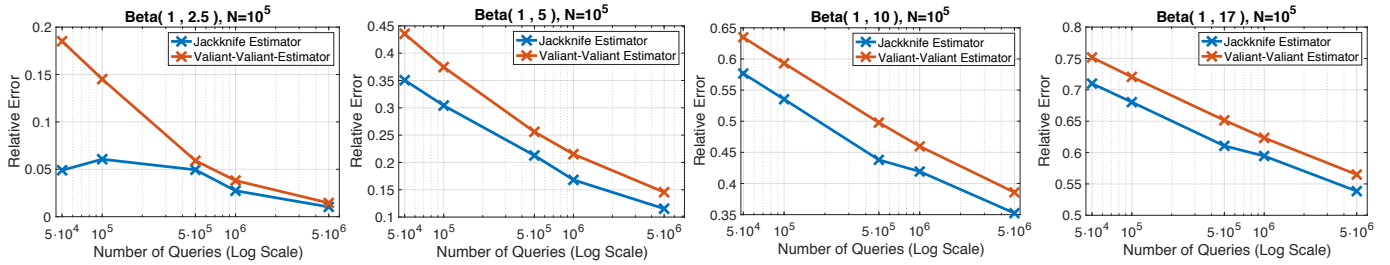 Beta( 1 , 2.5), N=10^5
Jackknife Estimator
Valiant-Valiant-Estimator
Relative Error
0.2
0.15
0.1
0.05
0
5·10^4
10^5
5·10^5
10^6
5·10^6
Number of Queries (Log Scale)
Beta( 1 , 5), N=10^5
Jackknife Estimator
Valiant-Valiant Estimator
Relative Error
0.45
0.4
0.35
0.3
0.25
0.2
0.15
0.1
5·10^4
10^5
5·10^5
10^6
5·10^6
Number of Queries (Log Scale)
Beta( 1 , 10), N=10^5
Jackknife Estimator
Valiant-Valiant Estimator
Relative Error
0.65
0.6
0.55
0.5
0.45
0.4
0.35
5·10^4
10^5
5·10^5
10^6
5·10^6
Number of Queries (Log Scale)
Beta( 1 , 17), N=10^5
Jackknife Estimator
Valiant-Valiant Estimator
Relative Error
0.8
0.75
0.7
0.65
0.6
0.55
0.5
5·10^4
10^5
5·10^5
10^6
5·10^6
Number of Queries (Log Scale)